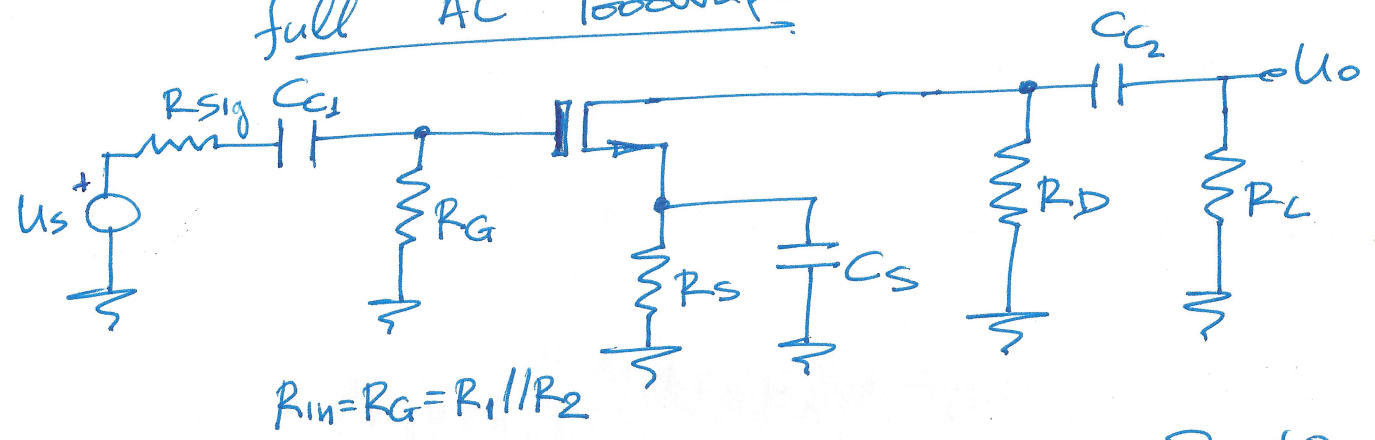 full AC
Cc2
Uo
Rsig Cc1
+
Us
RG
RD
RL
RS
CS
Rin=RG=R1//R2